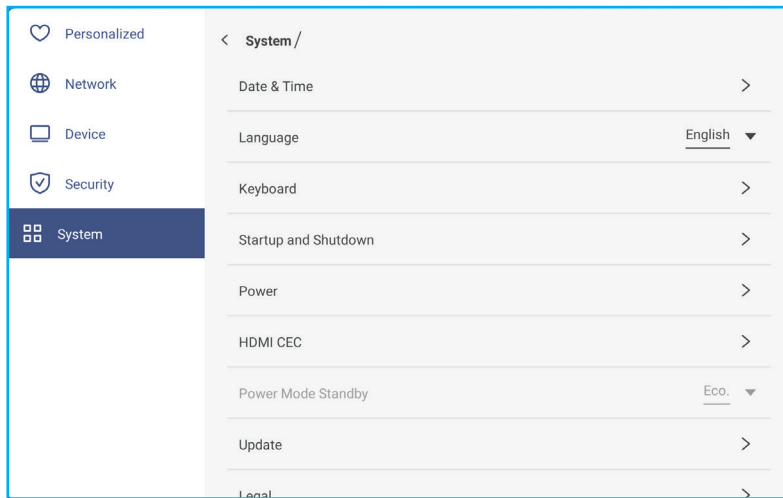 Personalized
Network
Device
Security
System
System /
Date & Time
Language English
Keyboard
Startup and Shutdown
Power
HDMI CEC
Power Mode Standby Eco.
Update
Legal